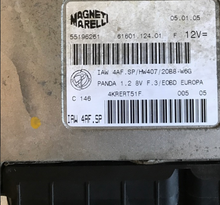 MAGNETI MARELLI
05.01.05
55196261
61601.124.01 F 12V=
IAW 4AF.SP/HW407/20B8-W6G
PANDA 1.2 8V F.3/EOBD EUROPA
4KRERT51F
C 146
005 05
IAW 4AF.SP